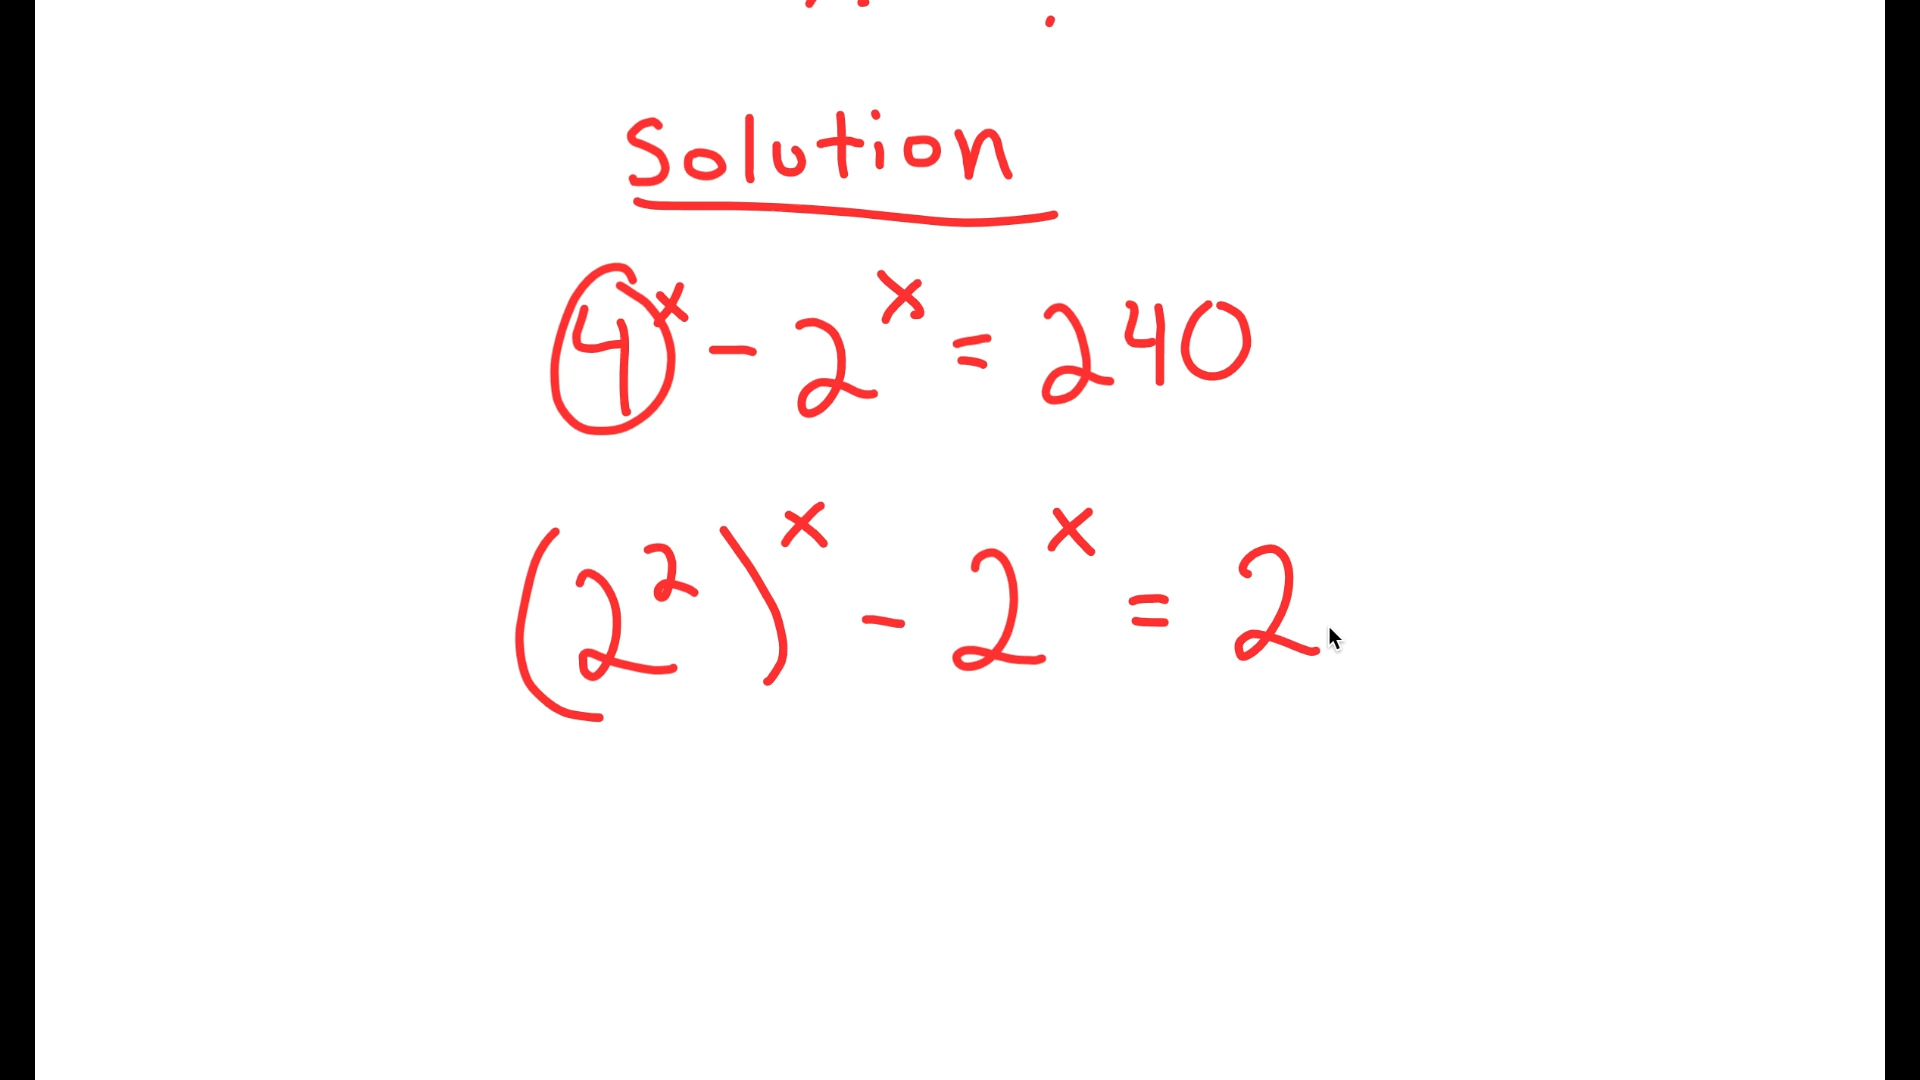 Solution
4^x - 2^x = 240
(2^2)^x - 2^x = 2